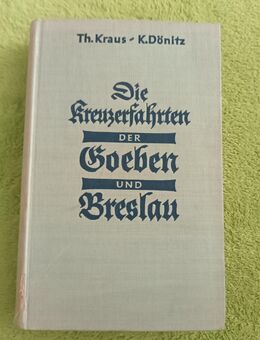 Th. Kraus - K. Dönitz
Die
Kreuzerfahrten
DER
Goeben
UND
Breslau